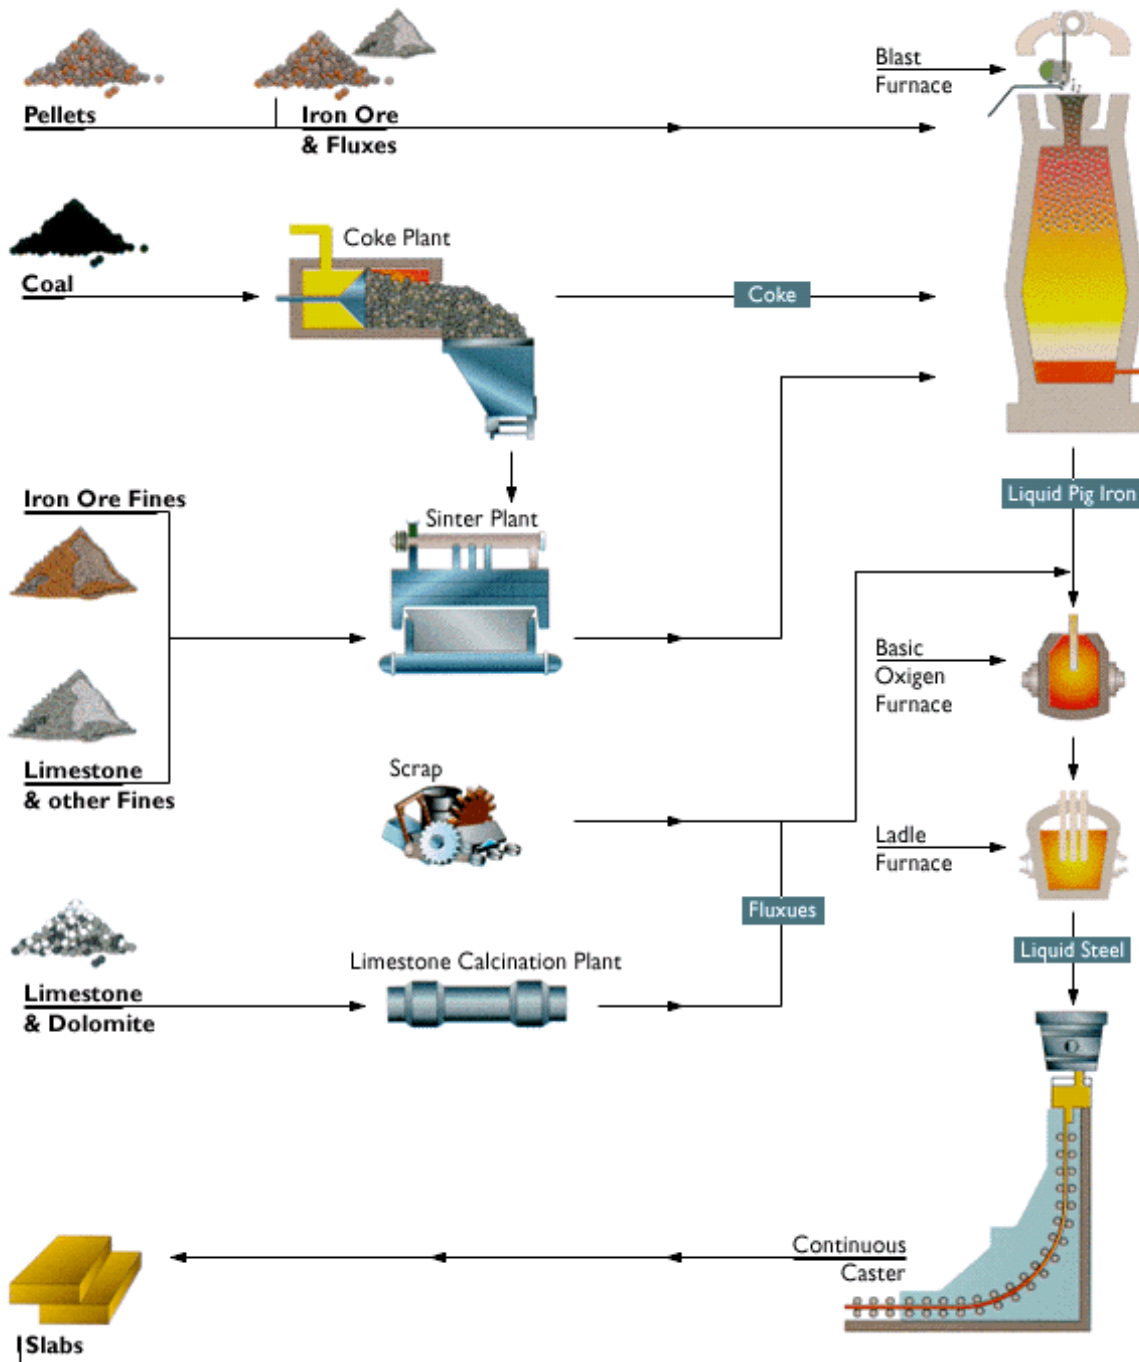 Blast
Furnace
Pellets
Iron Ore
& Fluxes
Coke Plant
Coal
Coke
Iron Ore Fines
Sinter Plant
Liquid Pig Iron
Basic
Oxigen
Furnace
Limestone
& other Fines
Scrap
Ladle
Furnace
Fluxues
Liquid Steel
Limestone Calcination Plant
Limestone
& Dolomite
Continuous
Caster
Slabs